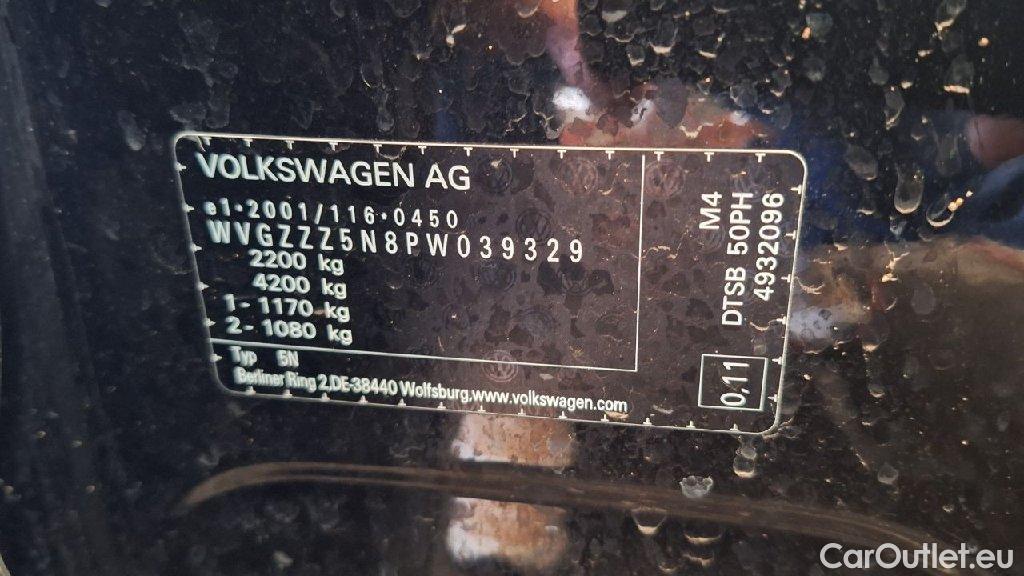 VOLKSWAGEN AG
e1*2001/116*0450
WVGZZZ5N8PW039329
2200 kg
4200 kg
1 - 1170 kg
2 - 1080 kg
Typ 5N
Berliner Ring 2,DE-38440 Wolfsburg,www.volkswagen.com
M4
DTSB 50PH
4932096
0,11
CarOutlet.eu